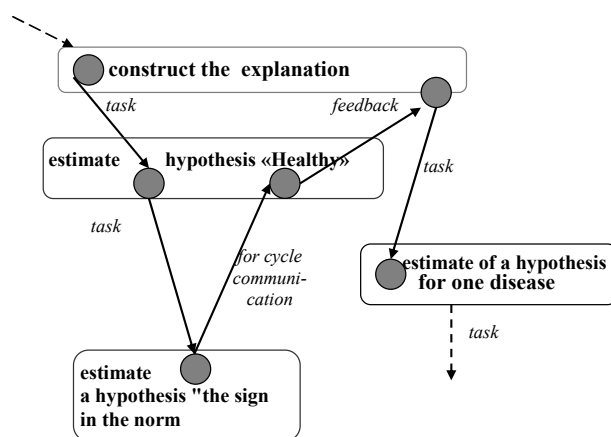 construct the explanation
task
feedback
estimate hypothesis «Healthy»
task
task
for cycle
communi-
cation
estimate of a hypothesis
for one disease
task
estimate
a hypothesis "the sign
in the norm